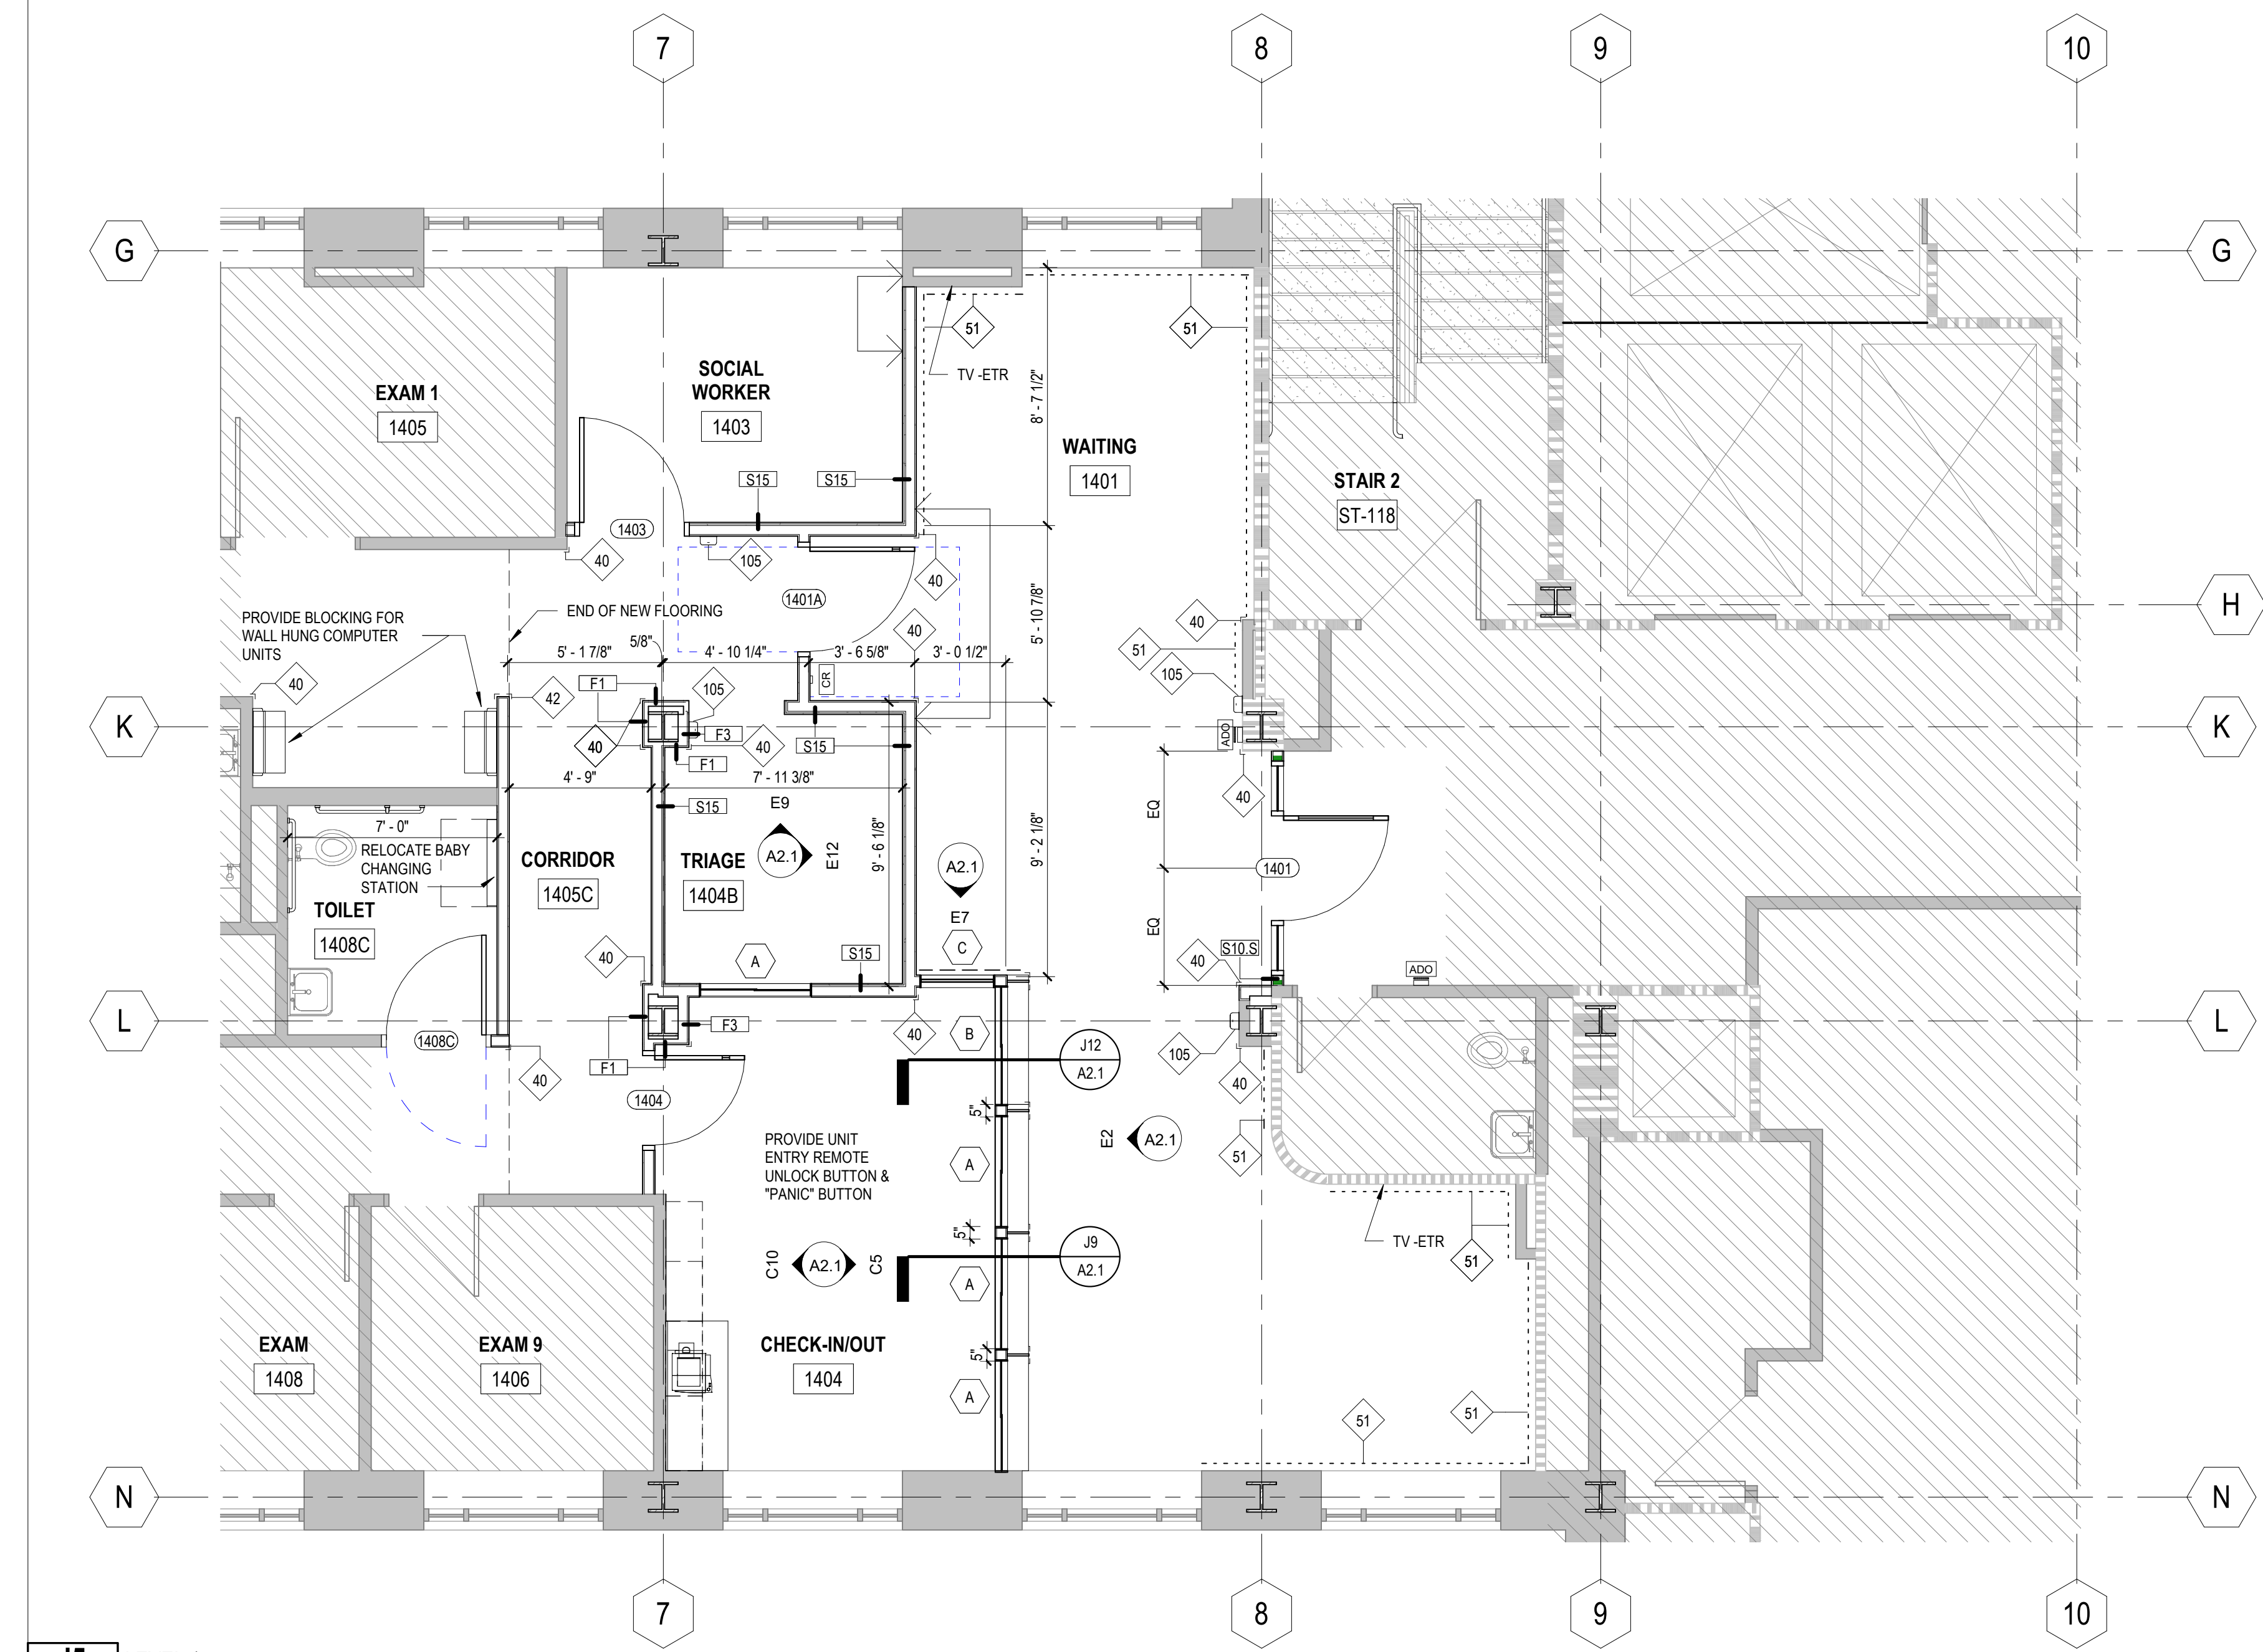 7
8
9
10
G
G
EXAM 1
1405
SOCIAL
WORKER
1403
51
51
TV -ETR
8' - 7 1/2"
WAITING
1401
STAIR 2
ST-118
S15
S15
1403
40
105
40
1401A
H
PROVIDE BLOCKING FOR
WALL HUNG COMPUTER
UNITS
END OF NEW FLOORING
5/8"
5' - 1 7/8"
4' - 10 1/4"
3' - 6 5/8"
3' - 0 1/2"
5' - 10 7/8"
40
40
51
105
40
42
F1
105
CR
K
K
40
F3
40
S15
F1
ADO
4' - 9"
7' - 11 3/8"
40
S15
E9
7' - 0"
RELOCATE BABY
CHANGING
STATION
CORRIDOR
1405C
TRIAGE
1404B
A2.1
E12
9' - 6 1/8"
A2.1
E7
C
9' - 2 1/8"
EQ
1401
EQ
TOILET
1408C
40
A
S15
S10.S
40
ADO
L
L
1408C
F3
40
B
J12
A2.1
105
40
F1
40
1404
5"
PROVIDE UNIT
ENTRY REMOTE
UNLOCK BUTTON &
"PANIC" BUTTON
A
E2
A2.1
51
5"
C10
A2.1
C5
J9
A2.1
TV -ETR
51
A
EXAM
1408
EXAM 9
1406
CHECK-IN/OUT
1404
5"
A
51
51
N
N
7
8
9
10